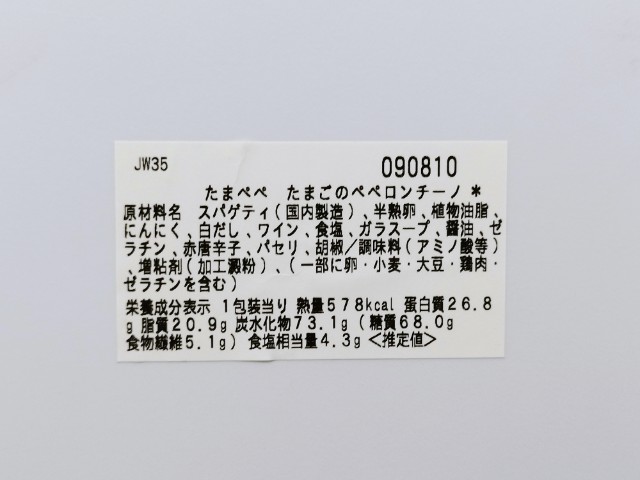 JW35 090810
たまぺぺ たまごのペペロンチーノ *
原材料名 スパゲティ(国内製造)、半熟卵、植物油脂、
にんにく、白だし、ワイン、食塩、ガラスープ、醤油、ゼ
ラチン、赤唐辛子、パセリ、胡椒/調味料(アミノ酸等)
、増粘剤(加工澱粉)、(一部に卵・小麦・大豆・鶏肉・
ゼラチンを含む)
栄養成分表示 1包装当り 熱量578kcal 蛋白質26.8
g 脂質20.9g 炭水化物73.1g(糖質68.0g
食物繊維5.1g) 食塩相当量4.3g<推定値>